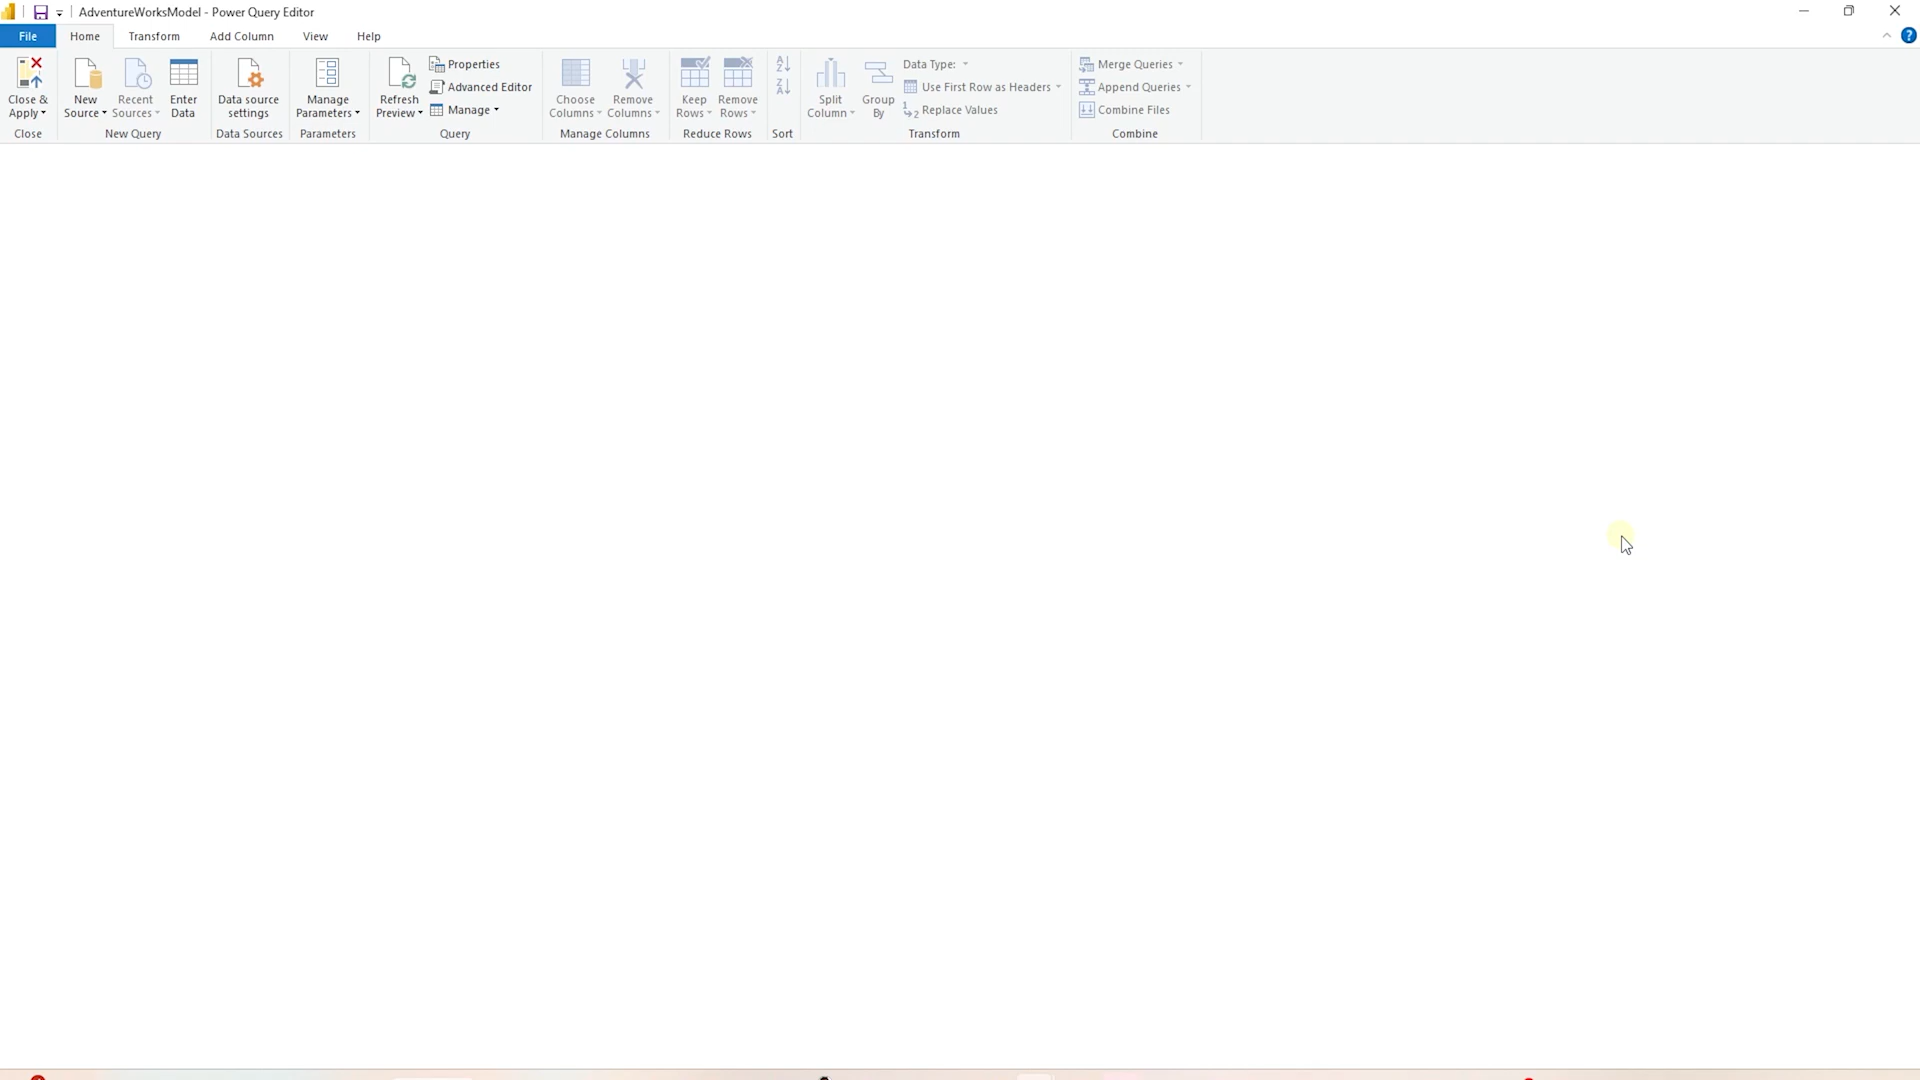 AdventureWorksModel - Power Query Editor
File Home Transform Add Column View Help
Close & Apply
Close
New Source
Recent Sources
Enter Data
New Query
Data source settings
Data Sources
Manage Parameters
Parameters
Refresh Preview
Properties
Advanced Editor
Manage
Query
Choose Columns
Remove Columns
Manage Columns
Keep Rows
Remove Rows
Reduce Rows
Sort
Split Column
Group By
Data Type:
Use First Row as Headers
Replace Values
Transform
Merge Queries
Append Queries
Combine Files
Combine